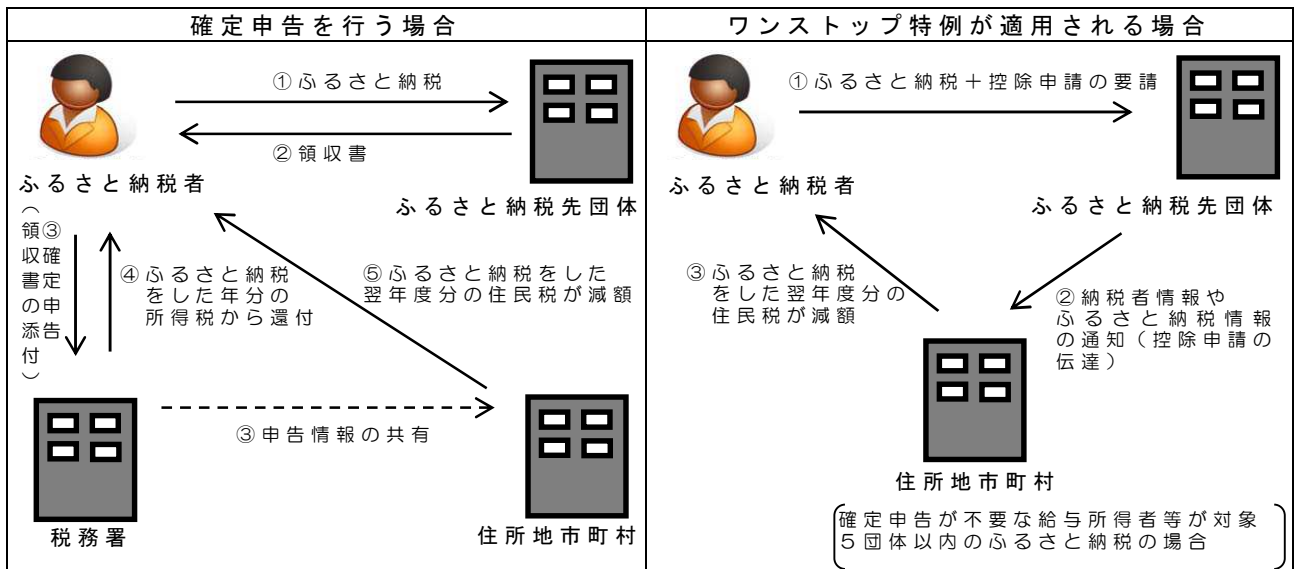 確定申告を行う場合
①ふるさと納税
②領収書
ふるさと納税者
ふるさと納税先団体
③確定申告
（領収書の添付）
④ふるさと納税
をした年分の
所得税から還付
⑤ふるさと納税をした
翌年度分の住民税が減額
③申告情報の共有
税務署
住所地市町村
ワンストップ特例が適用される場合
①ふるさと納税＋控除申請の要請
ふるさと納税者
ふるさと納税先団体
③ふるさと納税
をした翌年度分の
住民税が減額
②納税者情報や
ふるさと納税情報
の通知（控除申請の
伝達）
住所地市町村
確定申告が不要な給与所得者等が対象
５団体以内のふるさと納税の場合